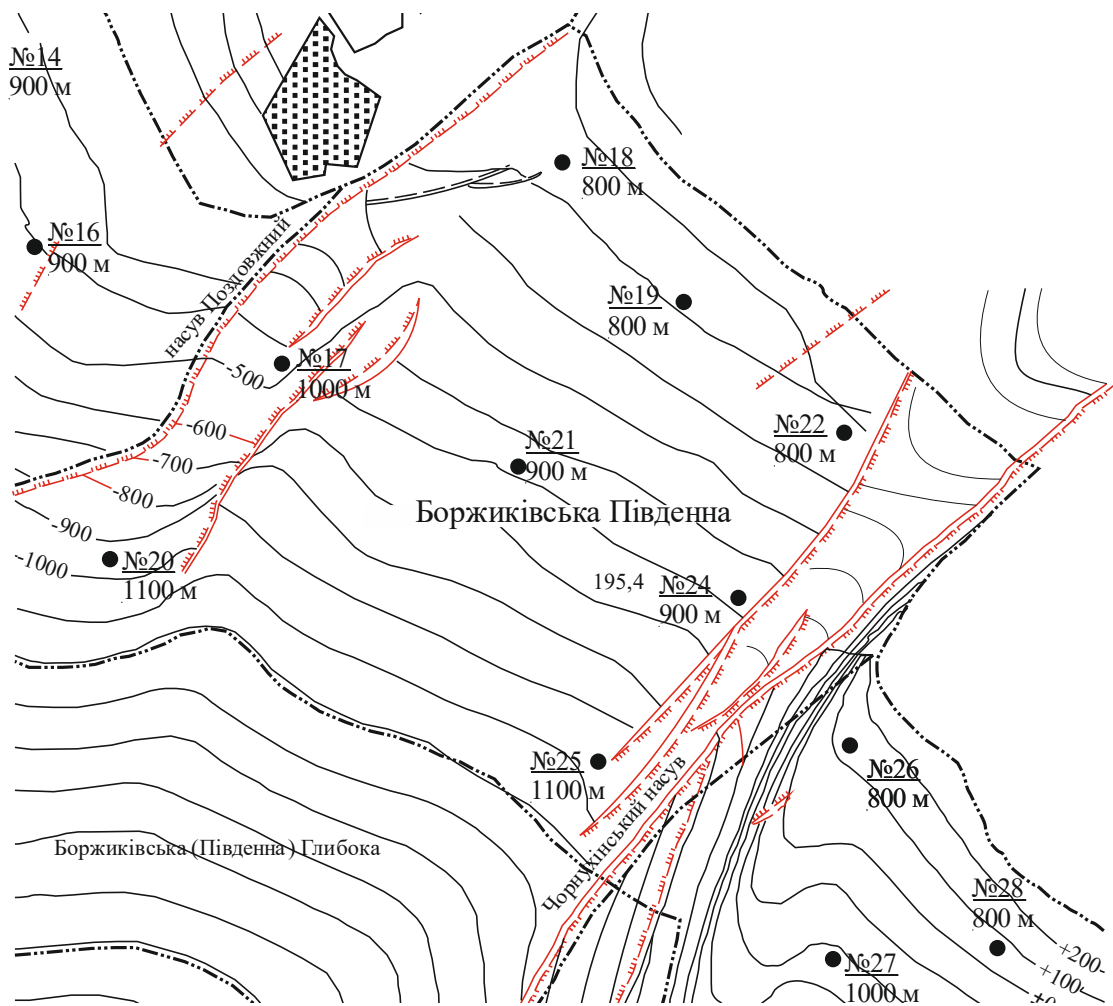 №14
900 м
№18
800 м
№16
900 м
насув Поздовжний
№19
800 м
№17
1000 м
-500
-600
-700
-800
-900
-1000
№22
800 м
№21
900 м
Боржиківська Південна
№20
1100 м
195,4
№24
900 м
№25
1100 м
Чорнухінський насув
№26
800 м
Боржиківська (Південна) Глибока
№28
800 м
№27
1000 м
+200
+100
±0